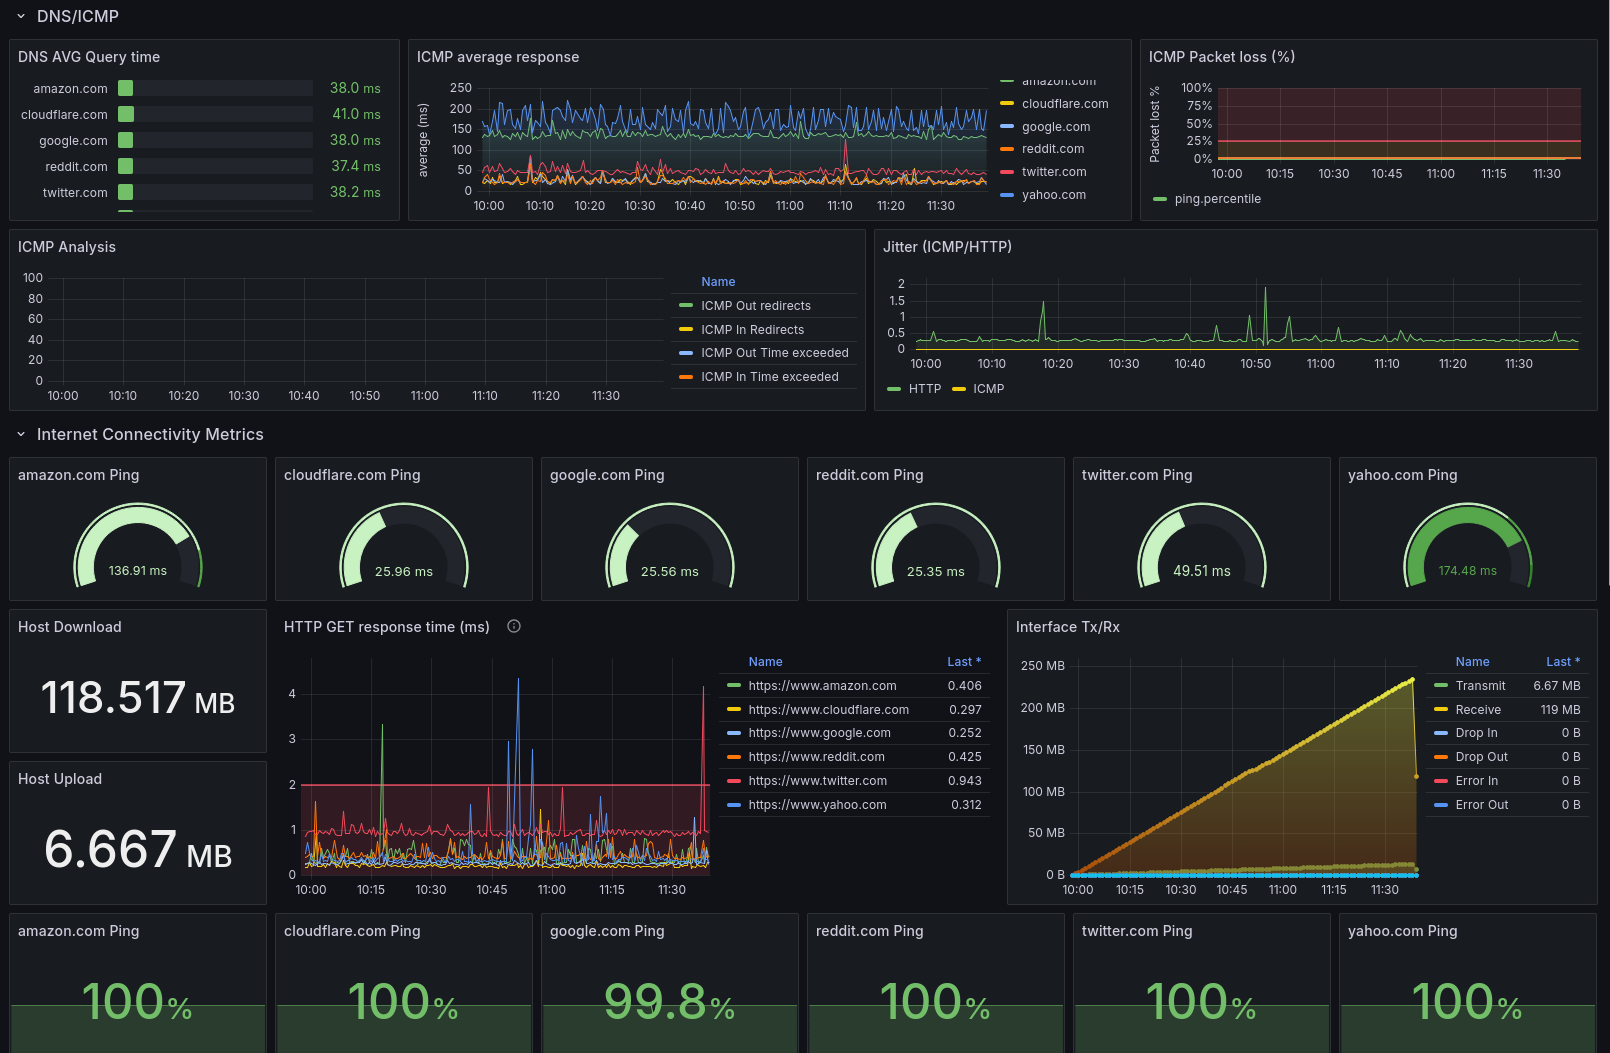 DNS/ICMP
DNS AVG Query time
amazon.com 38.0 ms
cloudflare.com 41.0 ms
google.com 38.0 ms
reddit.com 37.4 ms
twitter.com 38.2 ms
ICMP average response
average (ms)
250
200
150
100
50
0
10:00 10:10 10:20 10:30 10:40 10:50 11:00 11:10 11:20 11:30
amazon.com
cloudflare.com
google.com
reddit.com
twitter.com
yahoo.com
ICMP Packet loss (%)
Packet lost %
100%
75%
50%
25%
0%
10:00 10:15 10:30 10:45 11:00 11:15 11:30
ping.percentile
ICMP Analysis
100
80
60
40
20
0
10:00 10:10 10:20 10:30 10:40 10:50 11:00 11:10 11:20 11:30
Name
ICMP Out redirects
ICMP In Redirects
ICMP Out Time exceeded
ICMP In Time exceeded
Jitter (ICMP/HTTP)
2
1.5
1
0.5
0
10:00 10:10 10:20 10:30 10:40 10:50 11:00 11:10 11:20 11:30
HTTP ICMP
Internet Connectivity Metrics
amazon.com Ping
136.91 ms
cloudflare.com Ping
25.96 ms
google.com Ping
25.56 ms
reddit.com Ping
25.35 ms
twitter.com Ping
49.51 ms
yahoo.com Ping
174.48 ms
Host Download
118.517 MB
Host Upload
6.667 MB
HTTP GET response time (ms)
4
3
2
1
0
10:00 10:15 10:30 10:45 11:00 11:15 11:30
Name Last *
https://www.amazon.com 0.406
https://www.cloudflare.com 0.297
https://www.google.com 0.252
https://www.reddit.com 0.425
https://www.twitter.com 0.943
https://www.yahoo.com 0.312
Interface Tx/Rx
250 MB
200 MB
150 MB
100 MB
50 MB
0 B
10:00 10:15 10:30 10:45 11:00 11:15 11:30
Name Last *
Transmit 6.67 MB
Receive 119 MB
Drop In 0 B
Drop Out 0 B
Error In 0 B
Error Out 0 B
amazon.com Ping
100%
cloudflare.com Ping
100%
google.com Ping
99.8%
reddit.com Ping
100%
twitter.com Ping
100%
yahoo.com Ping
100%